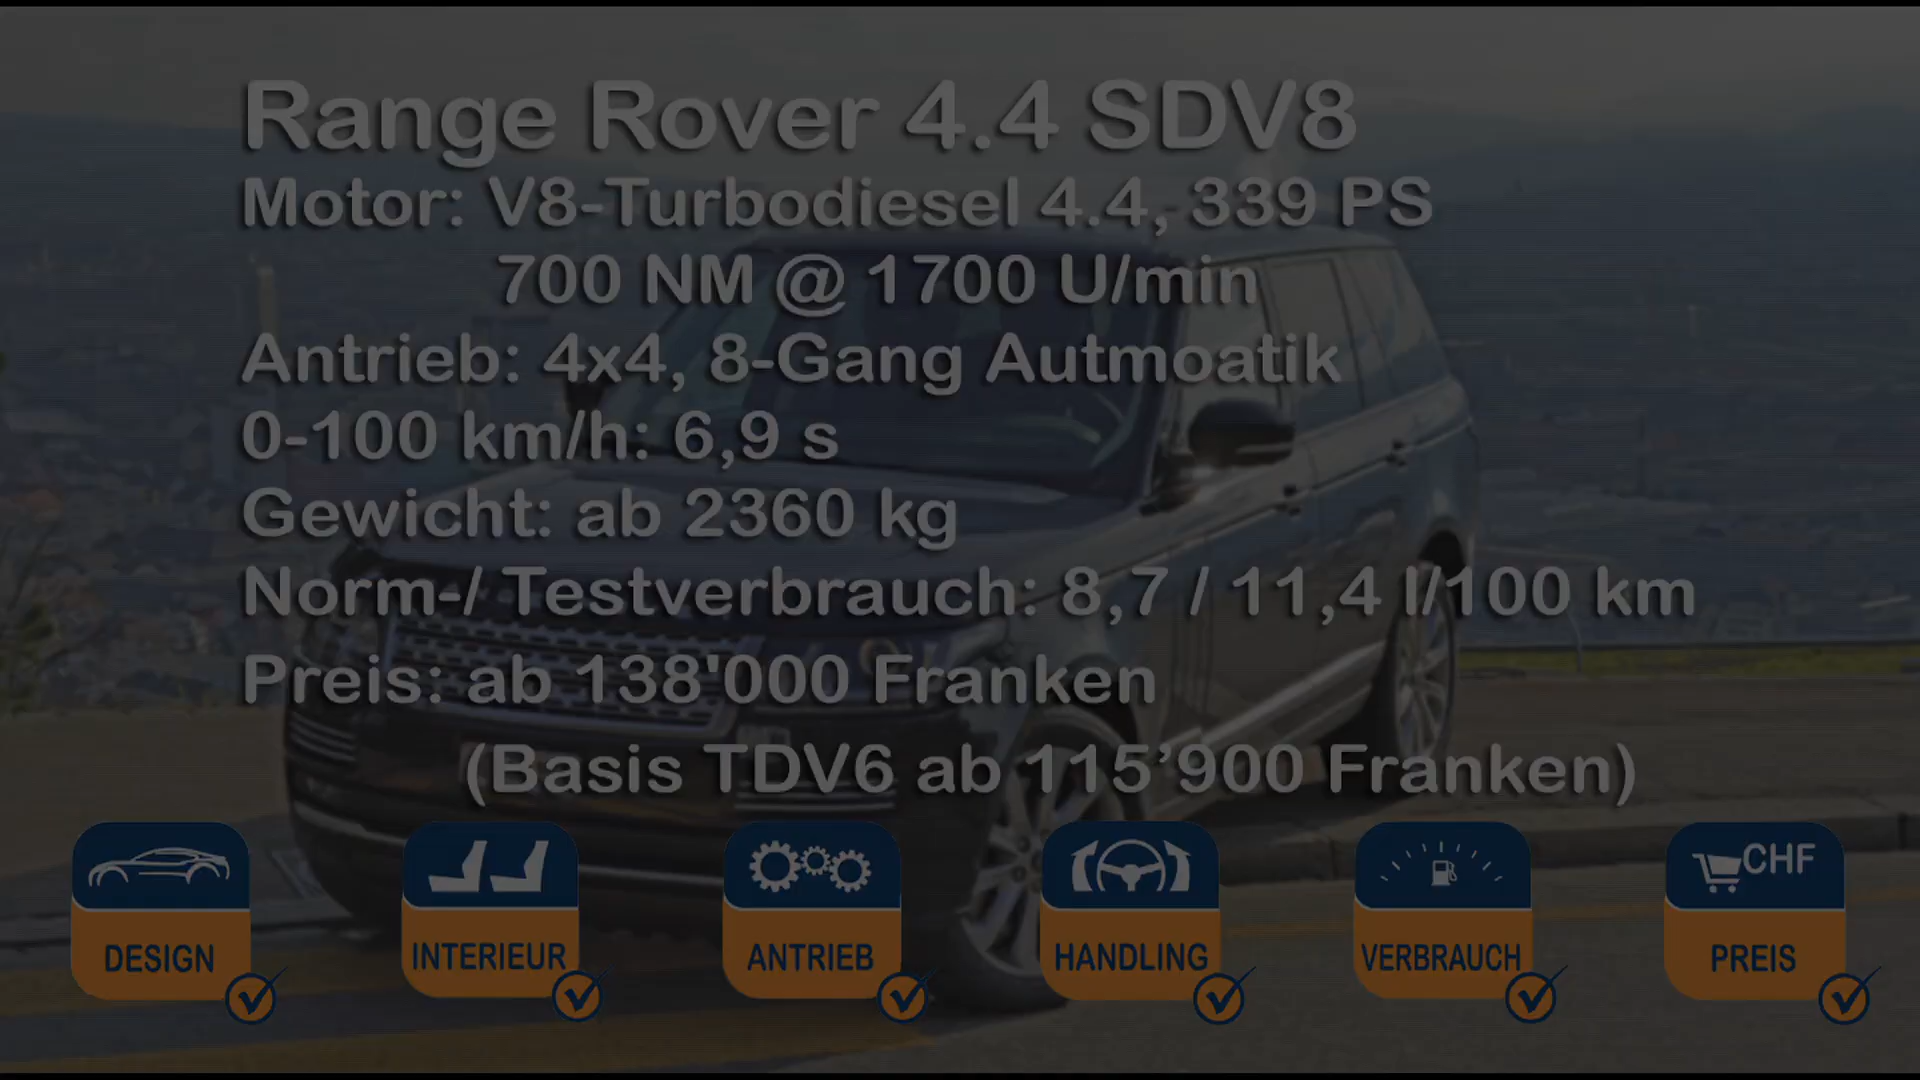 Range Rover 4.4 SDV8
Motor: V8-Turbodiesel 4.4, 339 PS
700 NM @ 1700 U/min
Antrieb: 4x4, 8-Gang Autmoatik
0-100 km/h: 6,9 s
Gewicht: ab 2360 kg
Norm-/ Testverbrauch: 8,7 / 11,4 l/100 km
Preis: ab 138'000 Franken
(Basis TDV6 ab 115’900 Franken)
CHF
DESIGN INTERIEUR ANTRIEB HANDLING VERBRAUCH PREIS